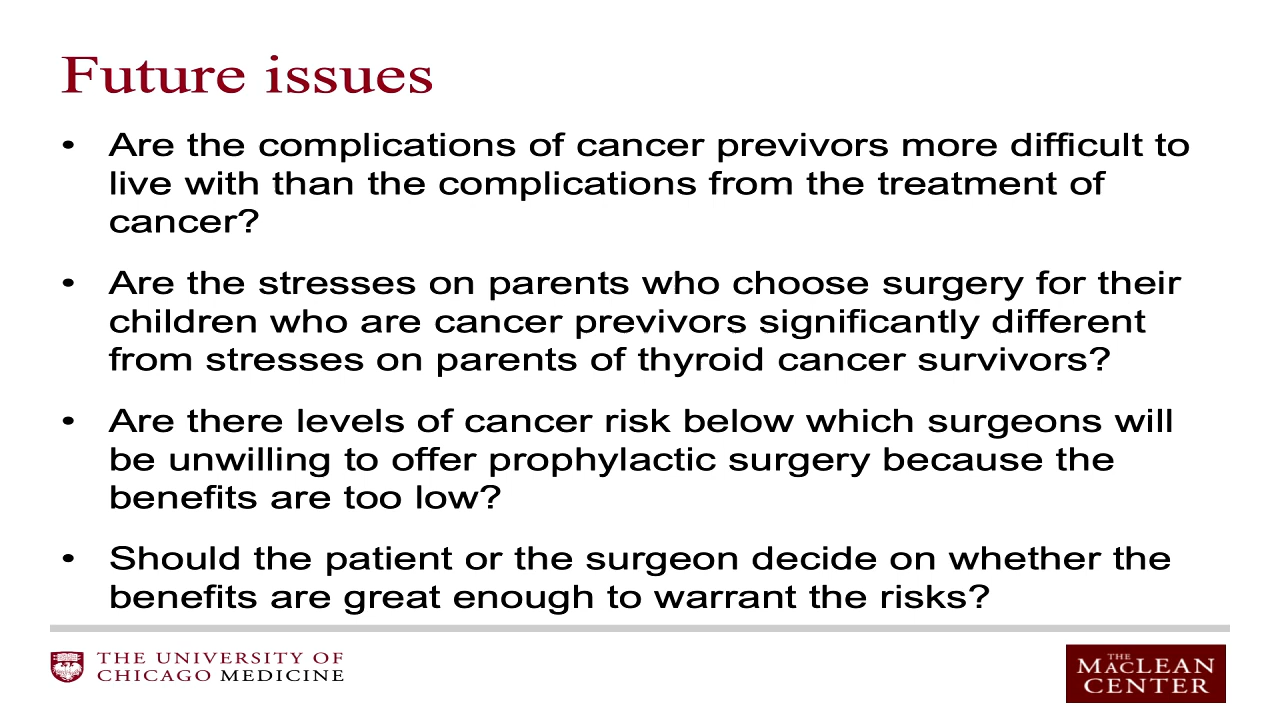 Future issues
• Are the complications of cancer previvors more difficult to
live with than the complications from the treatment of
cancer?
• Are the stresses on parents who choose surgery for their
children who are cancer previvors significantly different
from stresses on parents of thyroid cancer survivors?
• Are there levels of cancer risk below which surgeons will
be unwilling to offer prophylactic surgery because the
benefits are too low?
• Should the patient or the surgeon decide on whether the
benefits are great enough to warrant the risks?
THE UNIVERSITY OF
CHICAGO MEDICINE
THE
MACLEAN
CENTER